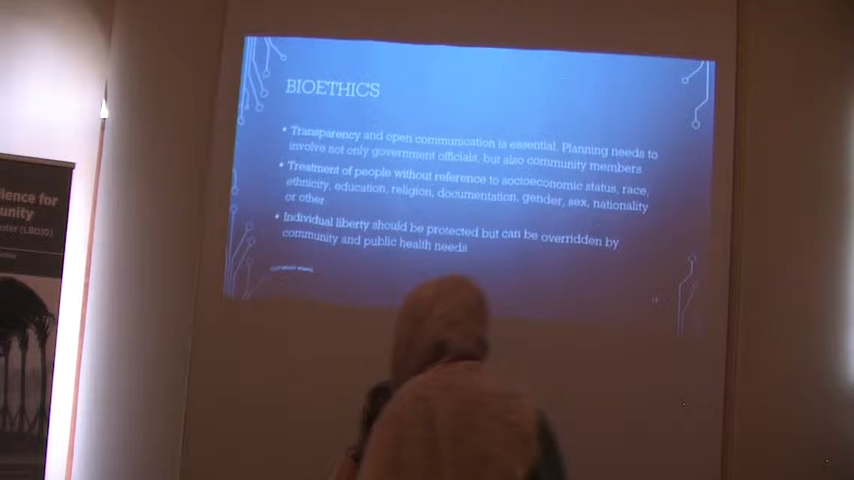 BIOETHICS
• Transparency and open communication is essential. Planning needs to
involve not only government officials, but also community members.
• Treatment of people without reference to socioeconomic status, race,
ethnicity, education, religion, documentation, gender, sex, nationality
or other
• Individual liberty should be protected but can be overridden by
community and public health needs.
ience for
unity